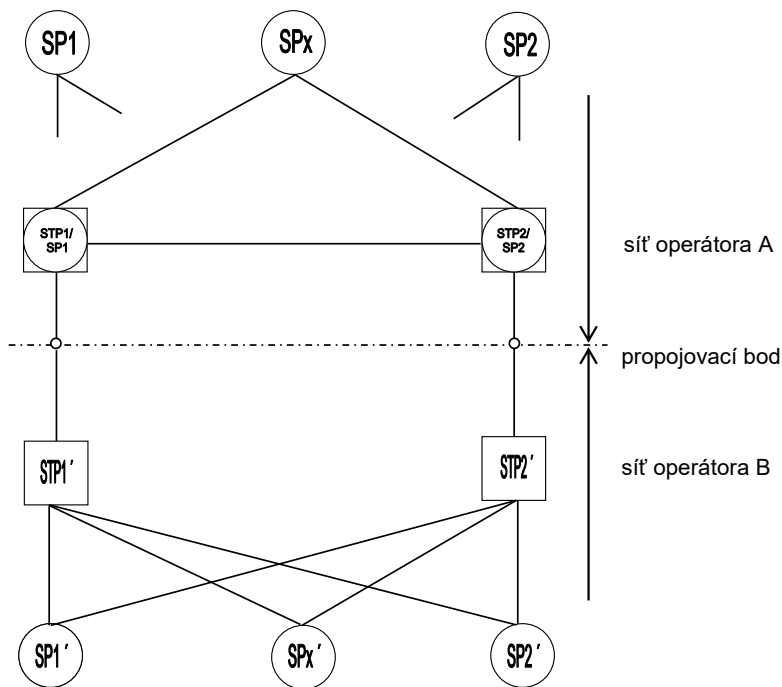 SP1
SPx
SP2
STP1/
SP1
STP2/
SP2
síť operátora A
propojovací bod
STP1´
STP2´
síť operátora B
SP1´
SPx´
SP2´